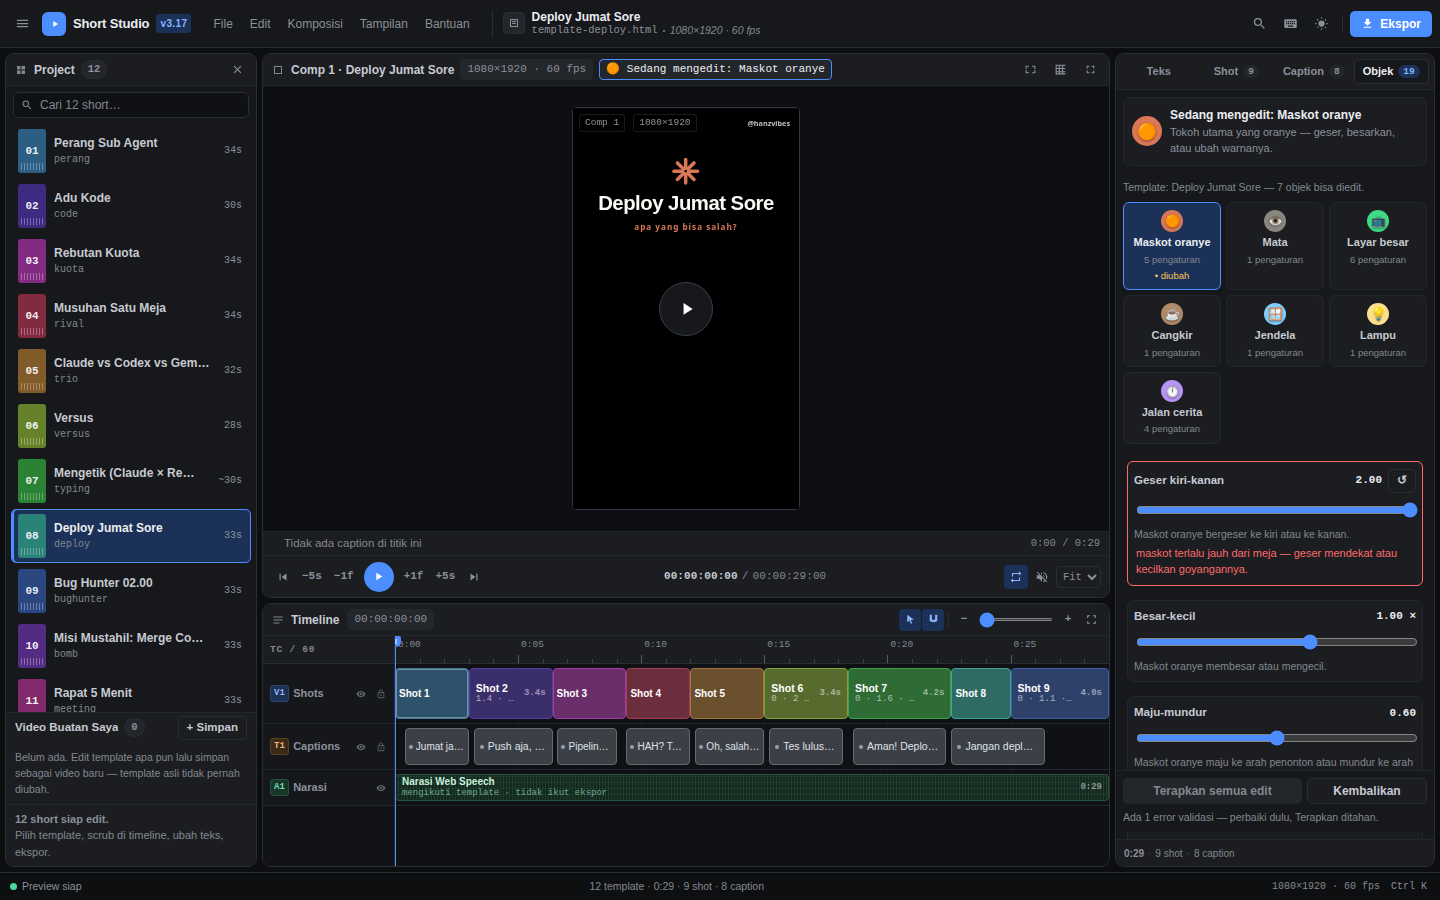 Short Studio v3.17 File Edit Komposisi Tampilan Bantuan
Deploy Jumat Sore
template-deploy.html · 1080×1920 · 60 fps
Ekspor
Project 12
Cari 12 short…
01 Perang Sub Agent 34s
perang
02 Adu Kode 30s
code
03 Rebutan Kuota 34s
kuota
04 Musuhan Satu Meja 34s
rival
05 Claude vs Codex vs Gem… 32s
trio
06 Versus 28s
versus
07 Mengetik (Claude × Re… ~30s
typing
08 Deploy Jumat Sore 33s
deploy
09 Bug Hunter 02.00 33s
bughunter
10 Misi Mustahil: Merge Co… 33s
bomb
11 Rapat 5 Menit 33s
meeting
Video Buatan Saya 0 + Simpan
Belum ada. Edit template apa pun lalu simpan
sebagai video baru — template asli tidak pernah
diubah.
12 short siap edit.
Pilih template, scrub di timeline, ubah teks,
ekspor.
Comp 1 · Deploy Jumat Sore 1080×1920 · 60 fps Sedang mengedit: Maskot oranye
Comp 1 1080×1920 @hanzvibes
Deploy Jumat Sore
apa yang bisa salah?
Tidak ada caption di titik ini 0:00 / 0:29
−5s −1f +1f +5s 00:00:00:00 / 00:00:29:00 Fit
Timeline 00:00:00:00 − +
TC / 60 0:00 0:05 0:10 0:15 0:20 0:25
V1 Shots
Shot 1
Shot 2 3.4s
1.4 · …
Shot 3
Shot 4
Shot 5
Shot 6 3.4s
0 · 2 …
Shot 7 4.2s
0 · 1.6 · …
Shot 8
Shot 9 4.0s
0 · 1.1 ·…
T1 Captions
Jumat ja… Push aja, … Pipelin… HAH? T… Oh, salah… Tes lulus… Aman! Deplo… Jangan depl…
A1 Narasi
Narasi Web Speech 0:29
mengikuti template · tidak ikut ekspor
Teks Shot 9 Caption 8 Objek 19
Sedang mengedit: Maskot oranye
Tokoh utama yang oranye — geser, besarkan,
atau ubah warnanya.
Template: Deploy Jumat Sore — 7 objek bisa diedit.
Maskot oranye
5 pengaturan
• diubah
Mata
1 pengaturan
Layar besar
6 pengaturan
Cangkir
1 pengaturan
Jendela
1 pengaturan
Lampu
1 pengaturan
Jalan cerita
4 pengaturan
Geser kiri-kanan 2.00 ↺
Maskot oranye bergeser ke kiri atau ke kanan.
maskot terlalu jauh dari meja — geser mendekat atau
kecilkan goyangannya.
Besar-kecil 1.00 ×
Maskot oranye membesar atau mengecil.
Maju-mundur 0.60
Maskot oranye maju ke arah penonton atau mundur ke arah
Terapkan semua edit Kembalikan
Ada 1 error validasi — perbaiki dulu, Terapkan ditahan.
0:29 · 9 shot · 8 caption
Preview siap 12 template · 0:29 · 9 shot · 8 caption 1080×1920 · 60 fps Ctrl K